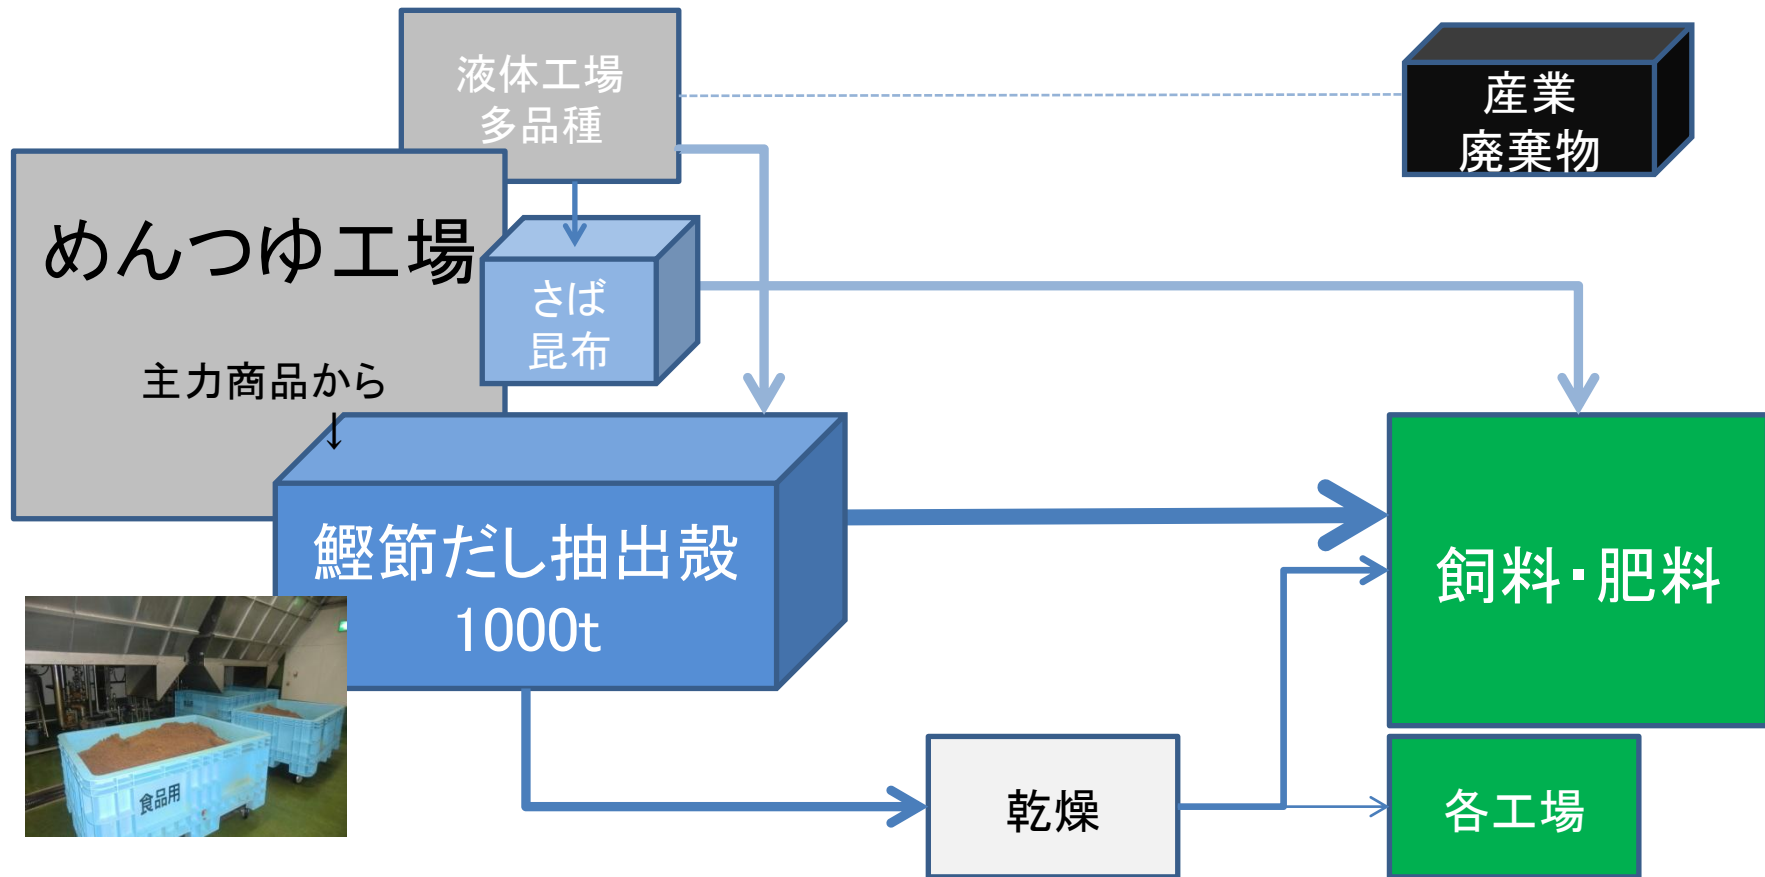 液体工場
多品種
産業
廃棄物
めんつゆ工場
さば
昆布
主力商品から
↓
鰹節だし抽出殻
1000t
飼料・肥料
食品用
乾燥
各工場